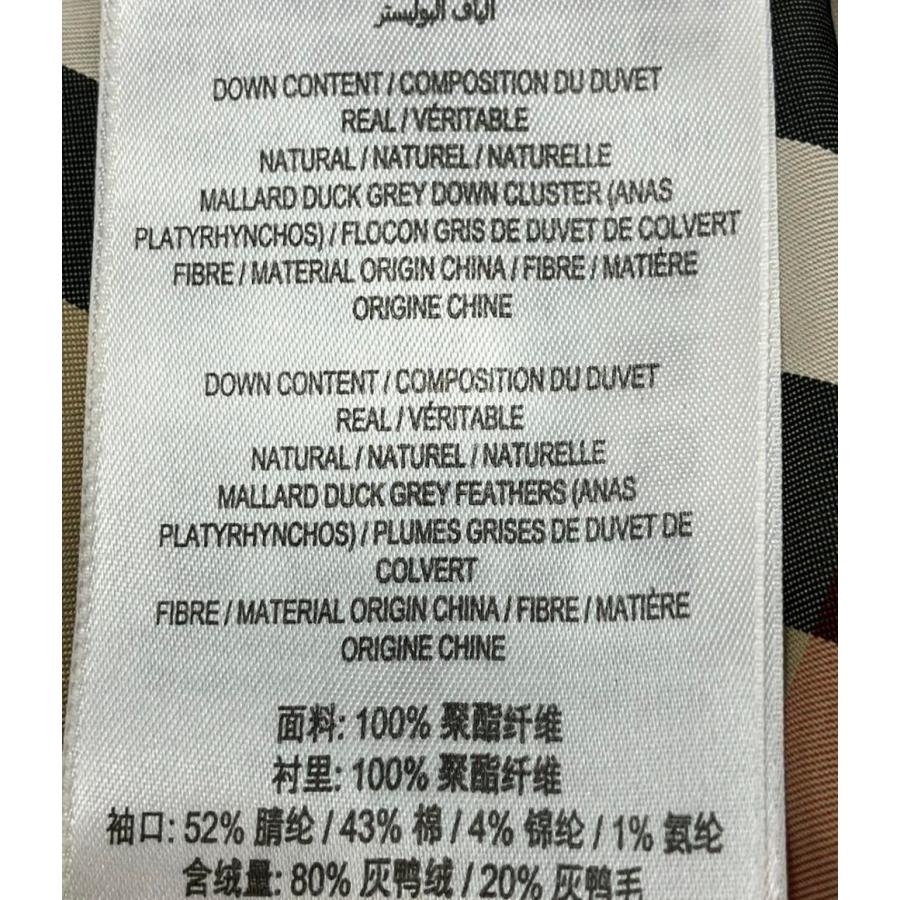 ألياف البوليستر
DOWN CONTENT / COMPOSITION DU DUVET
REAL / VÉRITABLE
NATURAL / NATUREL / NATURELLE
MALLARD DUCK GREY DOWN CLUSTER (ANAS
PLATYRHYNCHOS) / FLOCON GRIS DE DUVET DE COLVERT
FIBRE / MATERIAL ORIGIN CHINA / FIBRE / MATIÈRE
ORIGINE CHINE
DOWN CONTENT / COMPOSITION DU DUVET
REAL / VÉRITABLE
NATURAL / NATUREL / NATURELLE
MALLARD DUCK GREY FEATHERS (ANAS
PLATYRHYNCHOS) / PLUMES GRISES DE DUVET DE
COLVERT
FIBRE / MATERIAL ORIGIN CHINA / FIBRE / MATIÈRE
ORIGINE CHINE
面料: 100% 聚酯纤维
衬里: 100% 聚酯纤维
袖口: 52% 腈纶 / 43% 棉 / 4% 锦纶 / 1% 氨纶
含绒量: 80% 灰鸭绒 / 20% 灰鸭毛